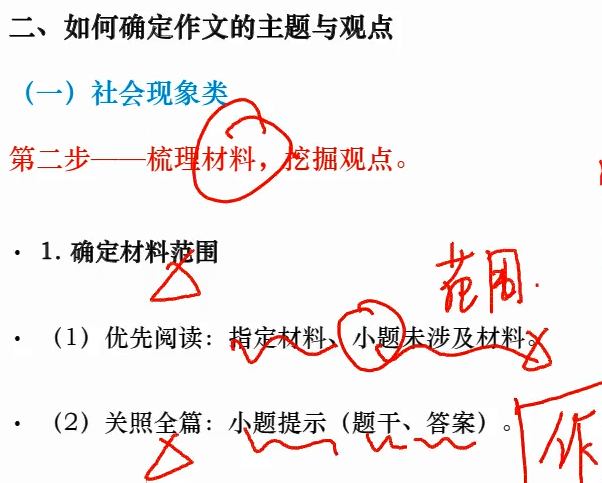 二、如何确定作文的主题与观点
（一）社会现象类
第二步——梳理材料，挖掘观点。
· 1. 确定材料范围
范围.
· （1）优先阅读：指定材料、小题未涉及材料。
· （2）关照全篇：小题提示（题干、答案）。
作